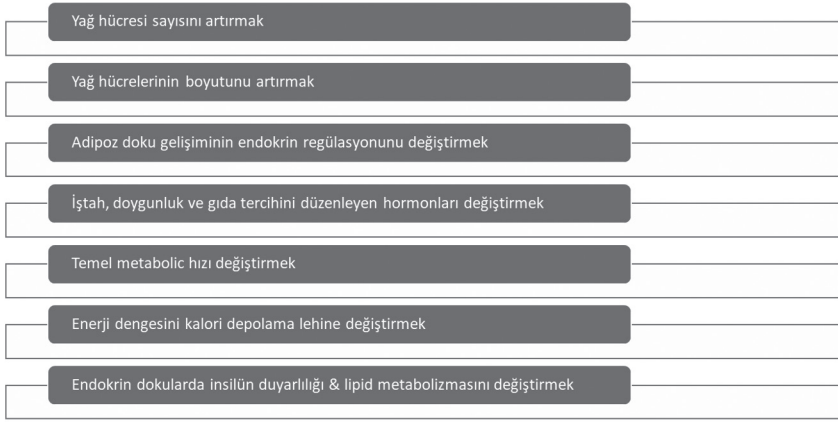 Yağ hücresi sayısını artırmak
Yağ hücrelerinin boyutunu artırmak
Adipoz doku gelişiminin endokrin regülasyonunu değiştirmek
İştah, doygunluk ve gıda tercihini düzenleyen hormonları değiştirmek
Temel metabolic hızı değiştirmek
Enerji dengesini kalori depolama lehine değiştirmek
Endokrin dokularda insilün duyarlılığı & lipid metabolizmasını değiştirmek